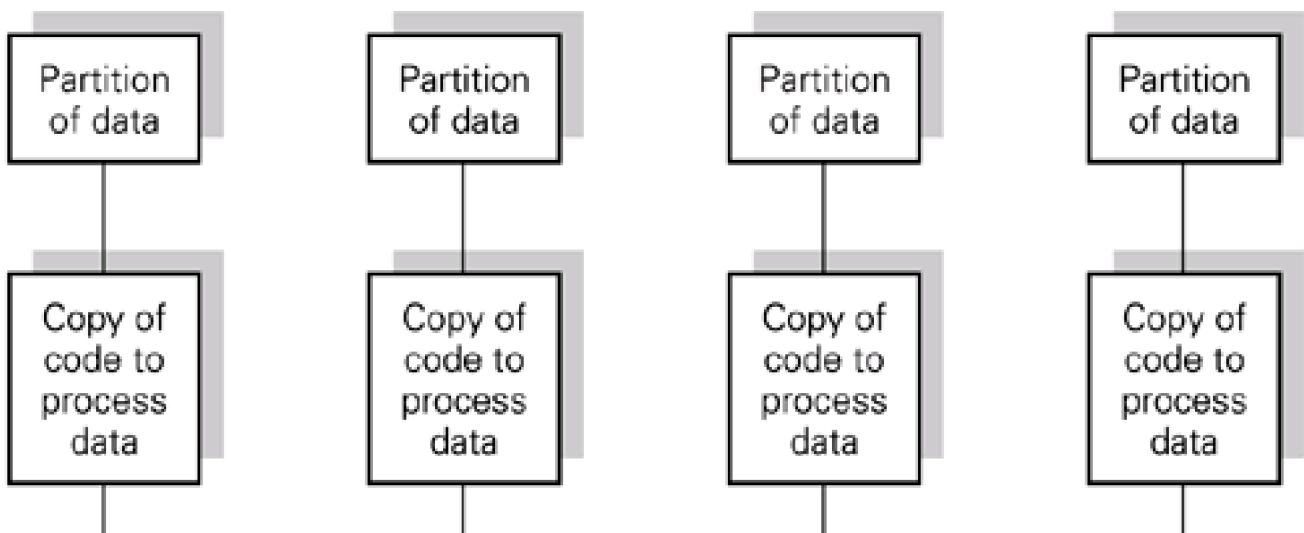 Partition
of data
Partition
of data
Partition
of data
Partition
of data
Copy of
code to
process
data
Copy of
code to
process
data
Copy of
code to
process
data
Copy of
code to
process
data